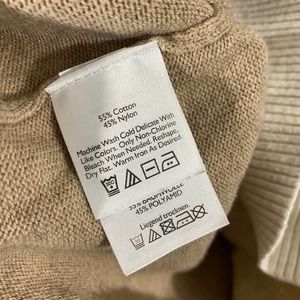 55% Cotton
45% Nylon
Machine Wash Cold Delicate With
Like Colors. Only Non-Chlorine
Bleach When Needed. Reshape,
Dry Flat. Warm Iron As Desired.
55% BAUMWOLLE
45% POLYAMID
Liegend trocknen.